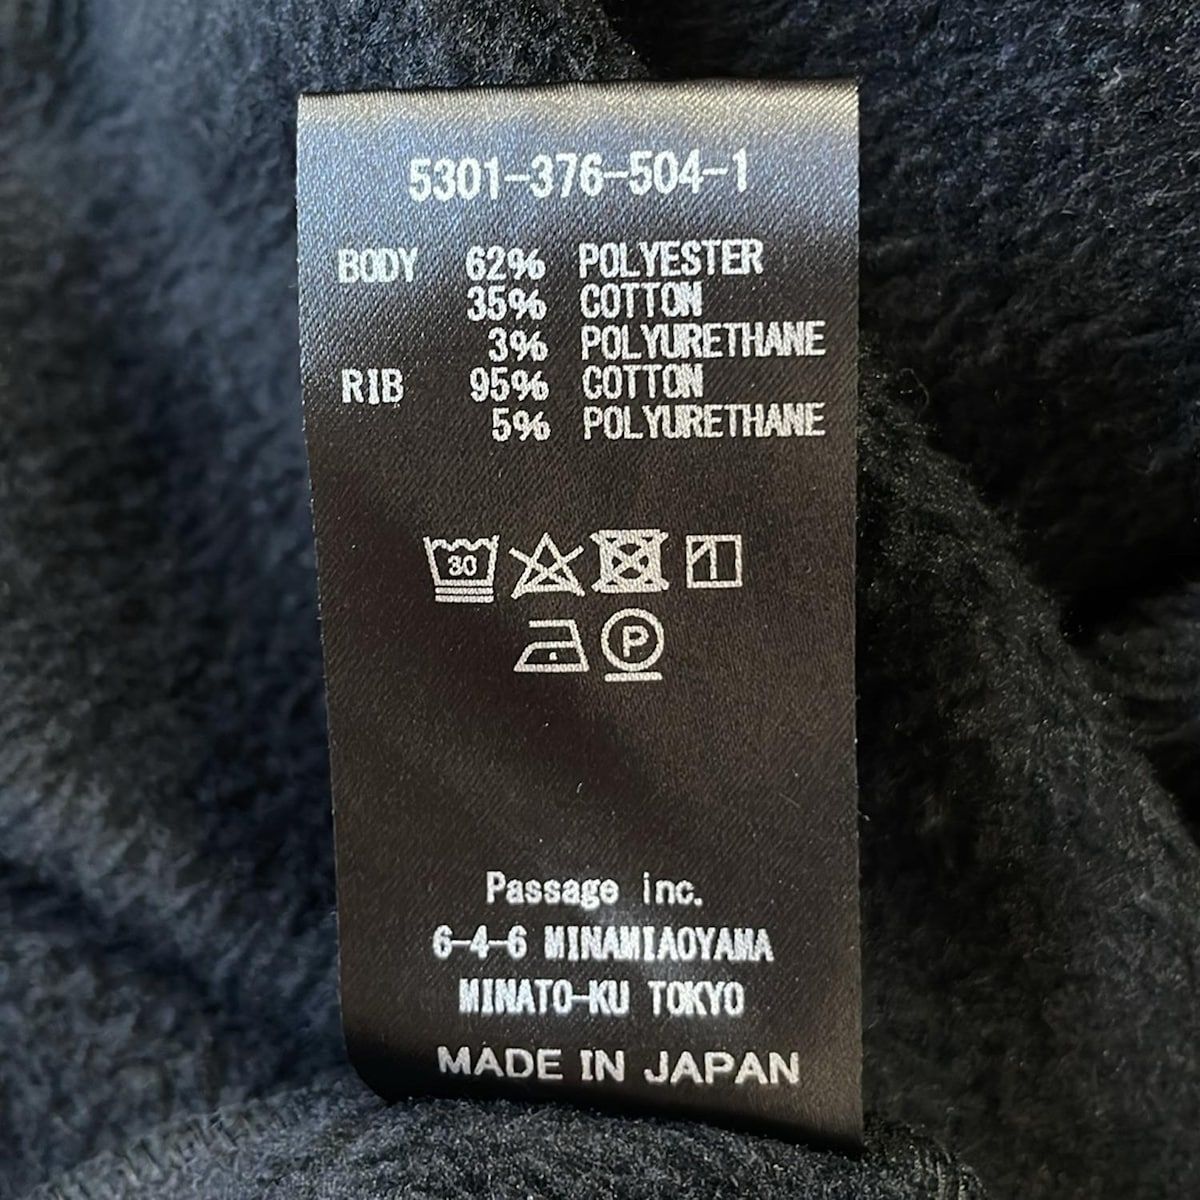 5301-376-504-1
BODY 62% POLYESTER
35% COTTON
3% POLYURETHANE
RIB 95% COTTON
5% POLYURETHANE
30
P
Passage inc.
6-4-6 MINAMIAOYAMA
MINATO-KU TOKYO
MADE IN JAPAN